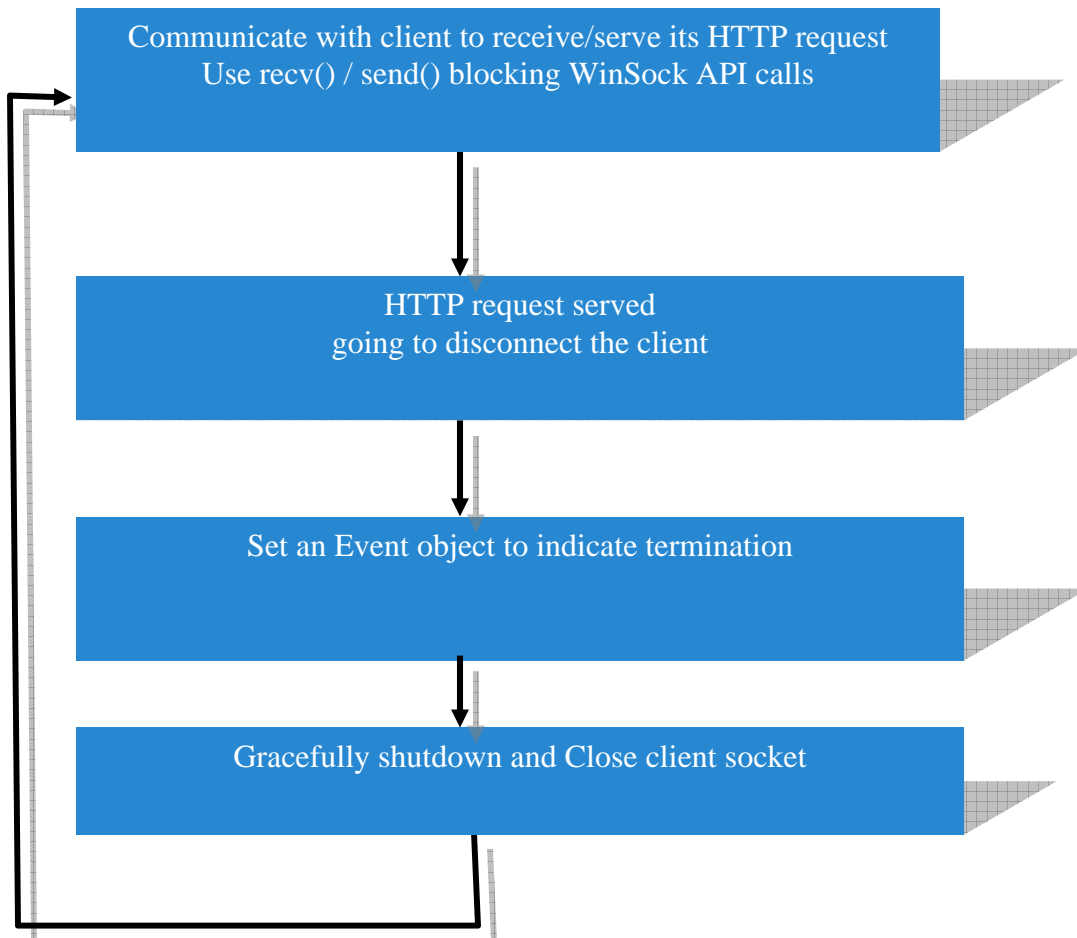 Communicate with client to receive/serve its HTTP request
Use recv() / send() blocking WinSock API calls
HTTP request served
going to disconnect the client
Set an Event object to indicate termination
Gracefully shutdown and Close client socket